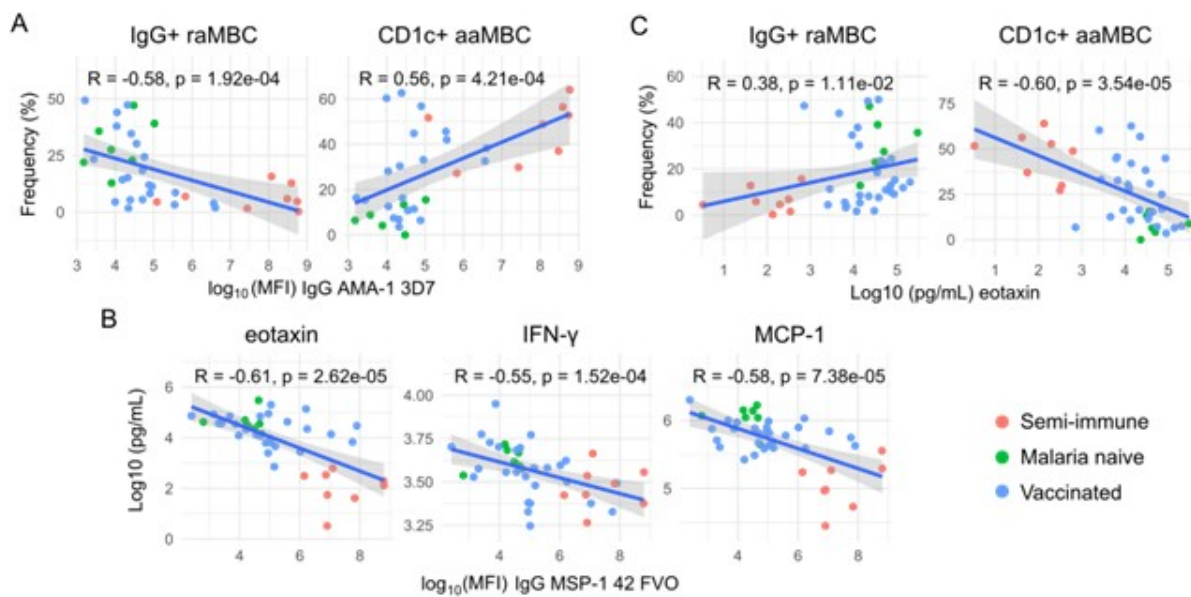 A
IgG+ raMBC
CD1c+ aaMBC
R = -0.58, p = 1.92e-04
R = 0.56, p = 4.21e-04
Frequency (%)
50
25
0
60
40
20
0
3 4 5 6 7 8 9
3 4 5 6 7 8 9
log₁₀(MFI) IgG AMA-1 3D7
C
IgG+ raMBC
CD1c+ aaMBC
R = 0.38, p = 1.11e-02
R = -0.60, p = 3.54e-05
Frequency (%)
60
40
20
0
75
50
25
0
1 2 3 4 5
1 2 3 4 5
Log10 (pg/mL) eotaxin
B
eotaxin
IFN-γ
MCP-1
R = -0.61, p = 2.62e-05
R = -0.55, p = 1.52e-04
R = -0.58, p = 7.38e-05
Log10 (pg/mL)
6
4
2
0
4.00
3.75
3.50
3.25
6
5
4 6 8
4 6 8
4 6 8
log₁₀(MFI) IgG MSP-1 42 FVO
Semi-immune
Malaria naive
Vaccinated